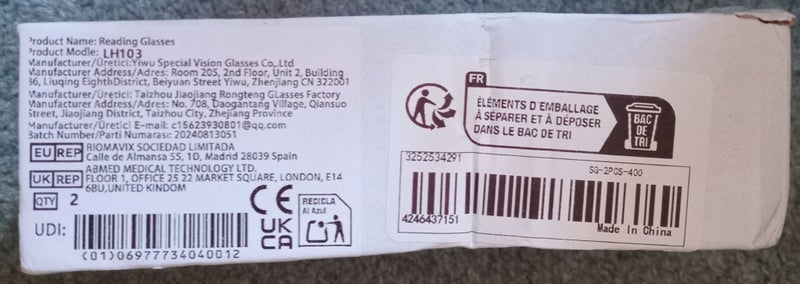 Product Name: Reading Glasses
Product Modle: LH103
Manufacturer/Üretici:Yiwu Special Vision Glasses Co,.Ltd
Manufacturer Address/Adres: Room 205, 2nd Floor, Unit 2, Building
36, Liuqing EighthDistrict, Beiyuan Street Yiwu, Zhenjiang CN 322001
Manufacturer/Üretici: Taizhou Jiaojiang Rongteng GLasses Factory
Manufacturer Address/Adres: No. 708, Daogantang Village, Qiansuo
Street, Jiaojiang District, Taizhou City, Zhejiang Province
Manufacturer/Üretici E-mail: c15623930801@qq.com
Batch Number/Parti Numarası: 20240813051
EU REP
RIOMAVIX SOCIEDAD LIMITADA
Calle de Almansa 55, 1D, Madrid 28039 Spain
UK REP
ABMED MEDICAL TECHNOLOGY LTD.
FLOOR 1, OFFICE 25 22 MARKET SQUARE, LONDON, E14
6BU,UNITED KINGDOM
QTY 2
UDI:
(01)06977734040012
CE
UK
CA
RECICLA
Al Azul
FR
ÉLÉMENTS D EMBALLAGE
À SÉPARER ET À DÉPOSER
DANS LE BAC DE TRI
BAC
DE
TRI
3252534291
SG-2PCS-400
4246437151
Made In China